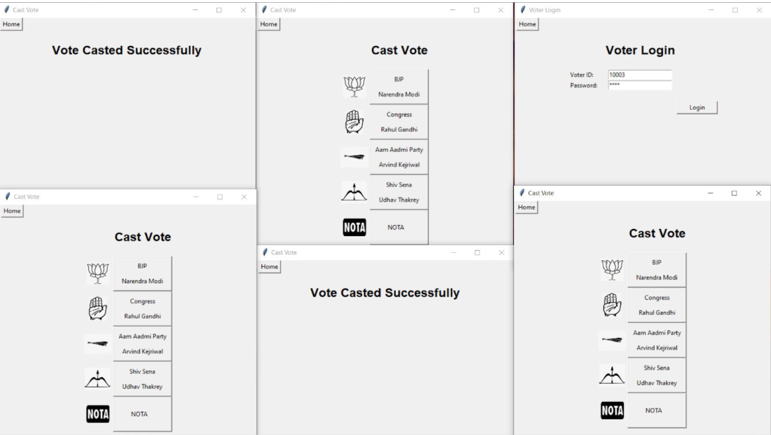 Cast Vote
Home
Vote Casted Successfully
Cast Vote
Home
Cast Vote
BJP
Narendra Modi
Congress
Rahul Gandhi
Aam Aadmi Party
Arvind Kejriwal
Shiv Sena
Udhav Thakrey
NOTA NOTA
Voter Login
Home
Voter Login
Voter ID: 10003
Password: ****
Login
Cast Vote
Home
Cast Vote
BJP
Narendra Modi
Congress
Rahul Gandhi
Aam Aadmi Party
Arvind Kejriwal
Shiv Sena
Udhav Thakrey
NOTA NOTA
Cast Vote
Home
Vote Casted Successfully
Cast Vote
Home
Cast Vote
BJP
Narendra Modi
Congress
Rahul Gandhi
Aam Aadmi Party
Arvind Kejriwal
Shiv Sena
Udhav Thakrey
NOTA NOTA